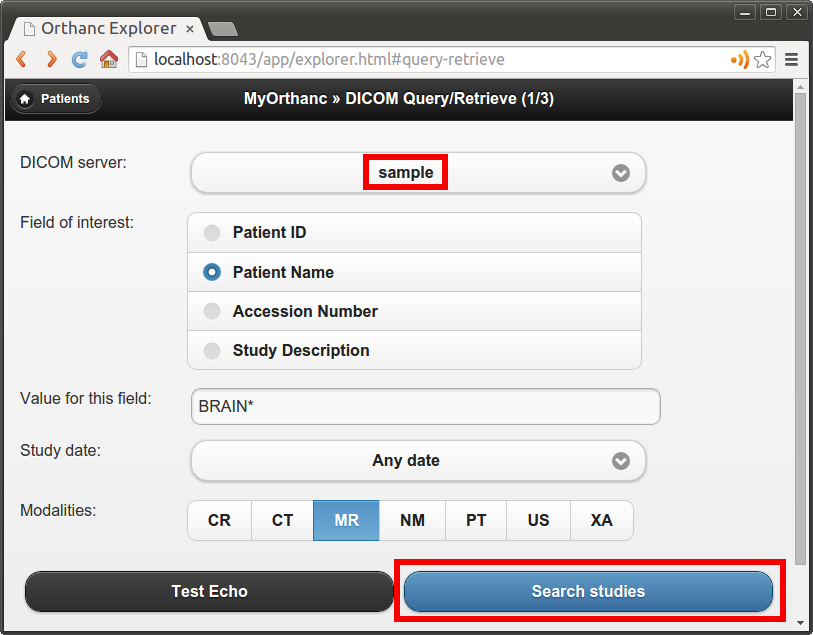 Orthanc Explorer
localhost:8043/app/explorer.html#query-retrieve
Patients
MyOrthanc » DICOM Query/Retrieve (1/3)
DICOM server:
sample
Field of interest:
Patient ID
Patient Name
Accession Number
Study Description
Value for this field:
BRAIN*
Study date:
Any date
Modalities:
CR CT MR NM PT US XA
Test Echo
Search studies